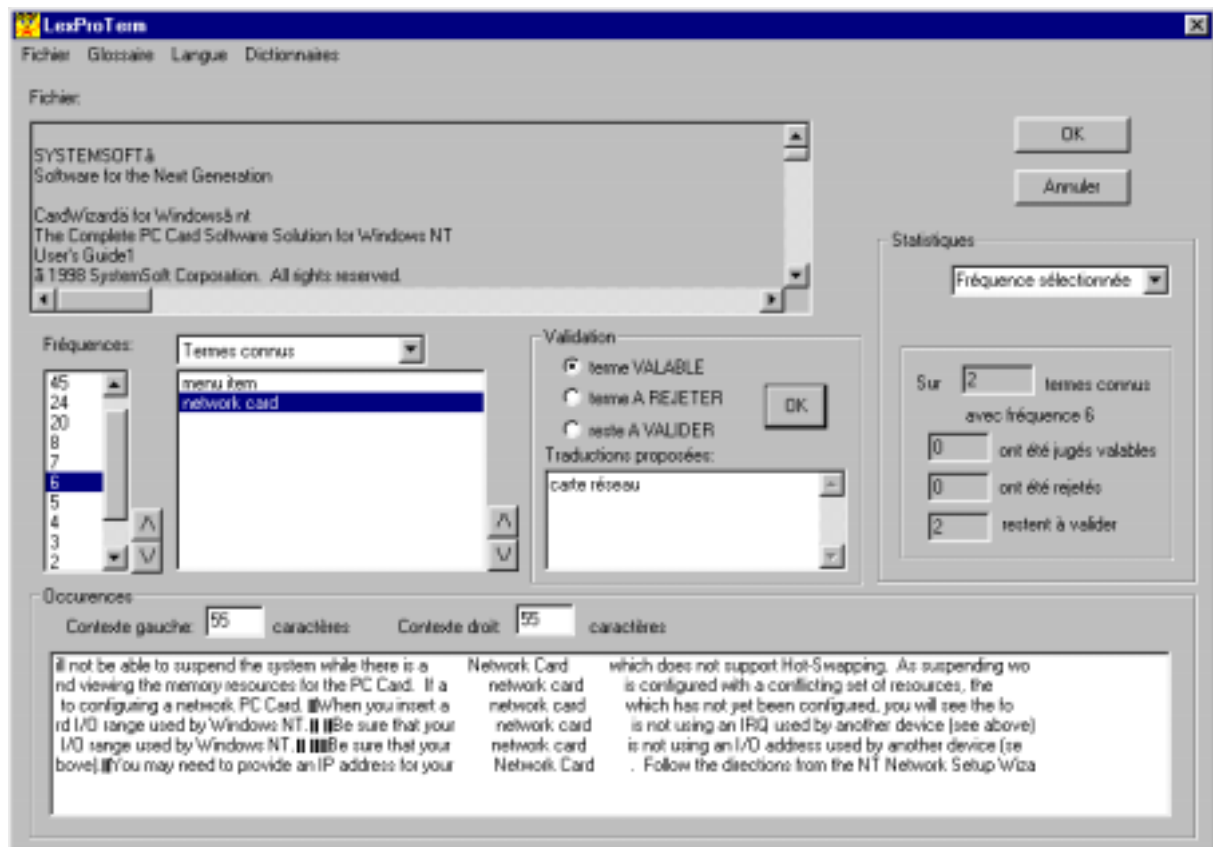 LexProTerm
Fichier Glossaire Langue Dictionnaires
Fichier:
SYSTEMSOFTâ
Software for the Next Generation
CardWizardä for Windowsâ nt
The Complete PC Card Software Solution for Windows NT
User's Guide1
ã 1998 SystemSoft Corporation. All rights reserved.
OK
Annuler
Statistiques
Fréquence sélectionnée
Sur 2 termes connus
avec fréquence 6
0 ont été jugés valables
0 ont été rejetés
2 restent à valider
Fréquences:
45
24
20
8
7
6
5
4
3
2
Termes connus
menu item
network card
Validation
terme VALABLE
terme A REJETER
reste A VALIDER
OK
Traductions proposées:
carte réseau
Occurences
Contexte gauche: 55 caractères Contexte droit: 55 caractères
ill not be able to suspend the system while there is a Network Card which does not support Hot-Swapping. As suspending wo
nd viewing the memory resources for the PC Card. If a network card is configured with a conflicting set of resources, the
to configuring a network PC Card. When you insert a network card which has not yet been configured, you will see the fo
rd I/O range used by Windows NT. Be sure that your network card is not using an IRQ used by another device (see above)
I/O range used by Windows NT. Be sure that your network card is not using an I/O address used by another device (se
bove). You may need to provide an IP address for your Network Card . Follow the directions from the NT Network Setup Wiza